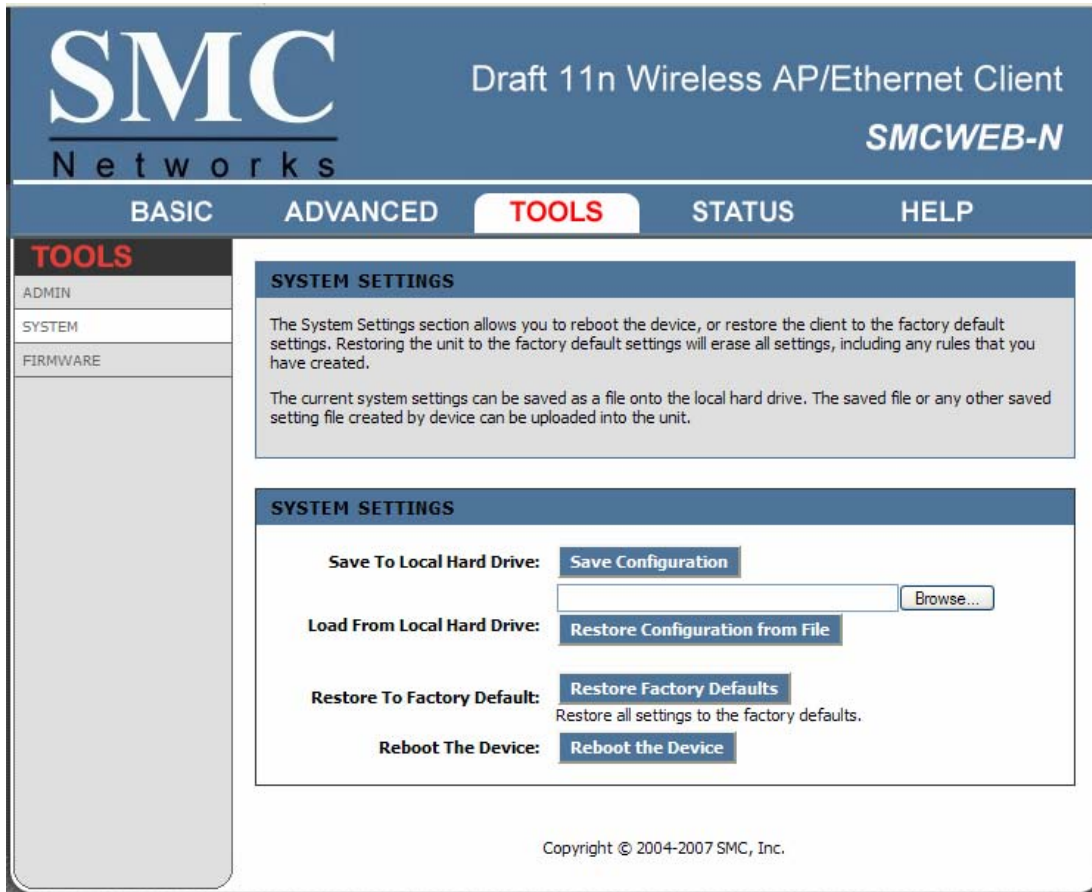 SMC
Networks
Draft 11n Wireless AP/Ethernet Client
SMCWEB-N
BASIC ADVANCED TOOLS STATUS HELP
TOOLS
ADMIN
SYSTEM
FIRMWARE
SYSTEM SETTINGS
The System Settings section allows you to reboot the device, or restore the client to the factory default
settings. Restoring the unit to the factory default settings will erase all settings, including any rules that you
have created.
The current system settings can be saved as a file onto the local hard drive. The saved file or any other saved
setting file created by device can be uploaded into the unit.
SYSTEM SETTINGS
Save To Local Hard Drive: Save Configuration
Browse...
Load From Local Hard Drive: Restore Configuration from File
Restore To Factory Default: Restore Factory Defaults
Restore all settings to the factory defaults.
Reboot The Device: Reboot the Device
Copyright © 2004-2007 SMC, Inc.